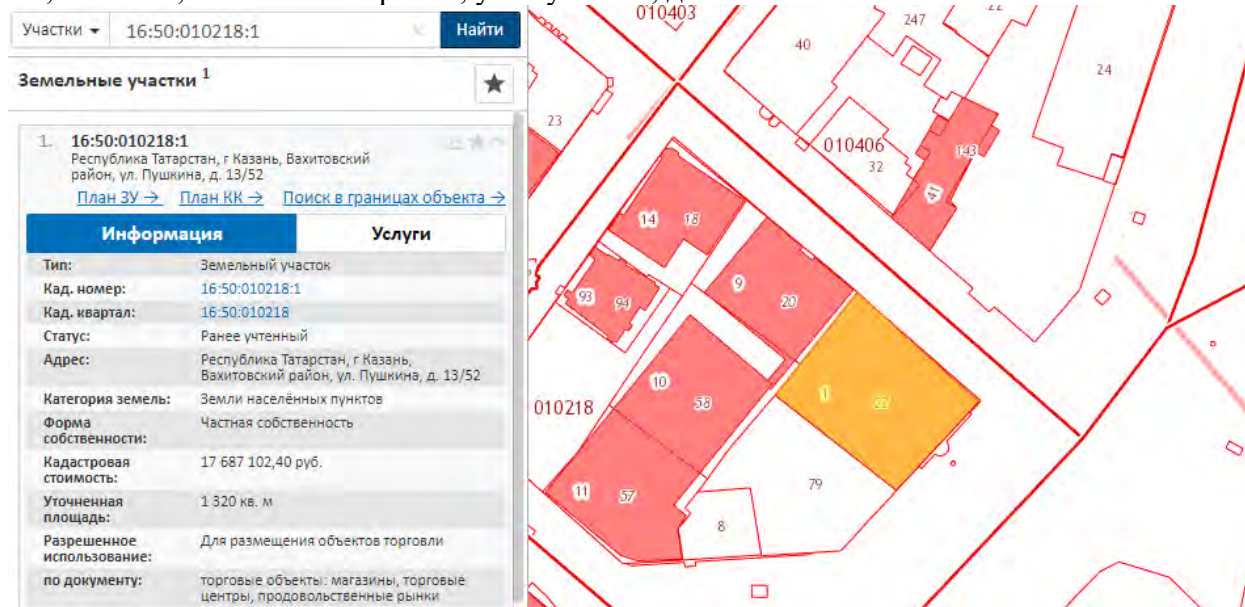 Участки 16:50:010218:1 Найти
Земельные участки 1
1. 16:50:010218:1
Республика Татарстан, г Казань, Вахитовский
район, ул. Пушкина, д. 13/52
План ЗУ → План КК → Поиск в границах объекта →
Информация Услуги
Тип: Земельный участок
Кад. номер: 16:50:010218:1
Кад. квартал: 16:50:010218
Статус: Ранее учтенный
Адрес: Республика Татарстан, г Казань,
Вахитовский район, ул. Пушкина, д. 13/52
Категория земель: Земли населённых пунктов
Форма
собственности: Частная собственность
Кадастровая
стоимость: 17 687 102,40 руб.
Уточненная
площадь: 1 320 кв. м
Разрешенное
использование: Для размещения объектов торговли
по документу: торговые объекты: магазины, торговые
центры, продовольственные рынки
010403
247
22
40
24
23
010406
32
143
41
14 18
93 94
9 20
10
58
1 22
010218
11 57
79
8